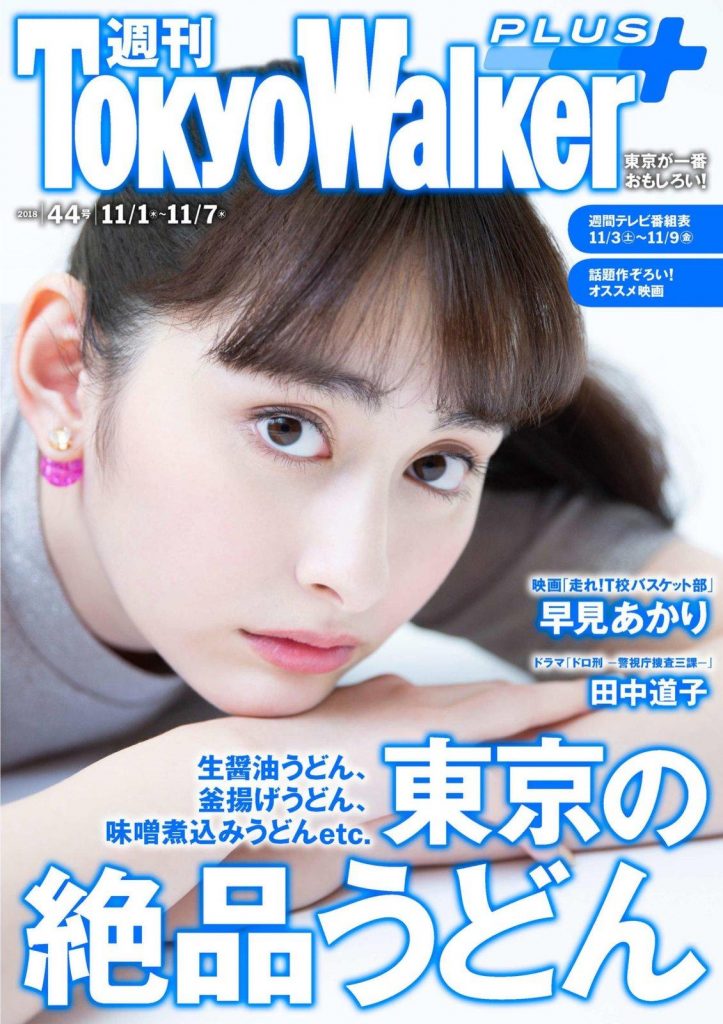 週刊
TokyoWalker
PLUS
東京が一番
おもしろい!
2018 44号 11/1木~11/7水
週間テレビ番組表
11/3土~11/9金
話題作ぞろい!
オススメ映画
映画「走れ!T校バスケット部」
早見あかり
ドラマ「ドロ刑 −警視庁捜査三課−」
田中道子
生醤油うどん、
釜揚げうどん、
味噌煮込みうどんetc.
東京の
絶品うどん